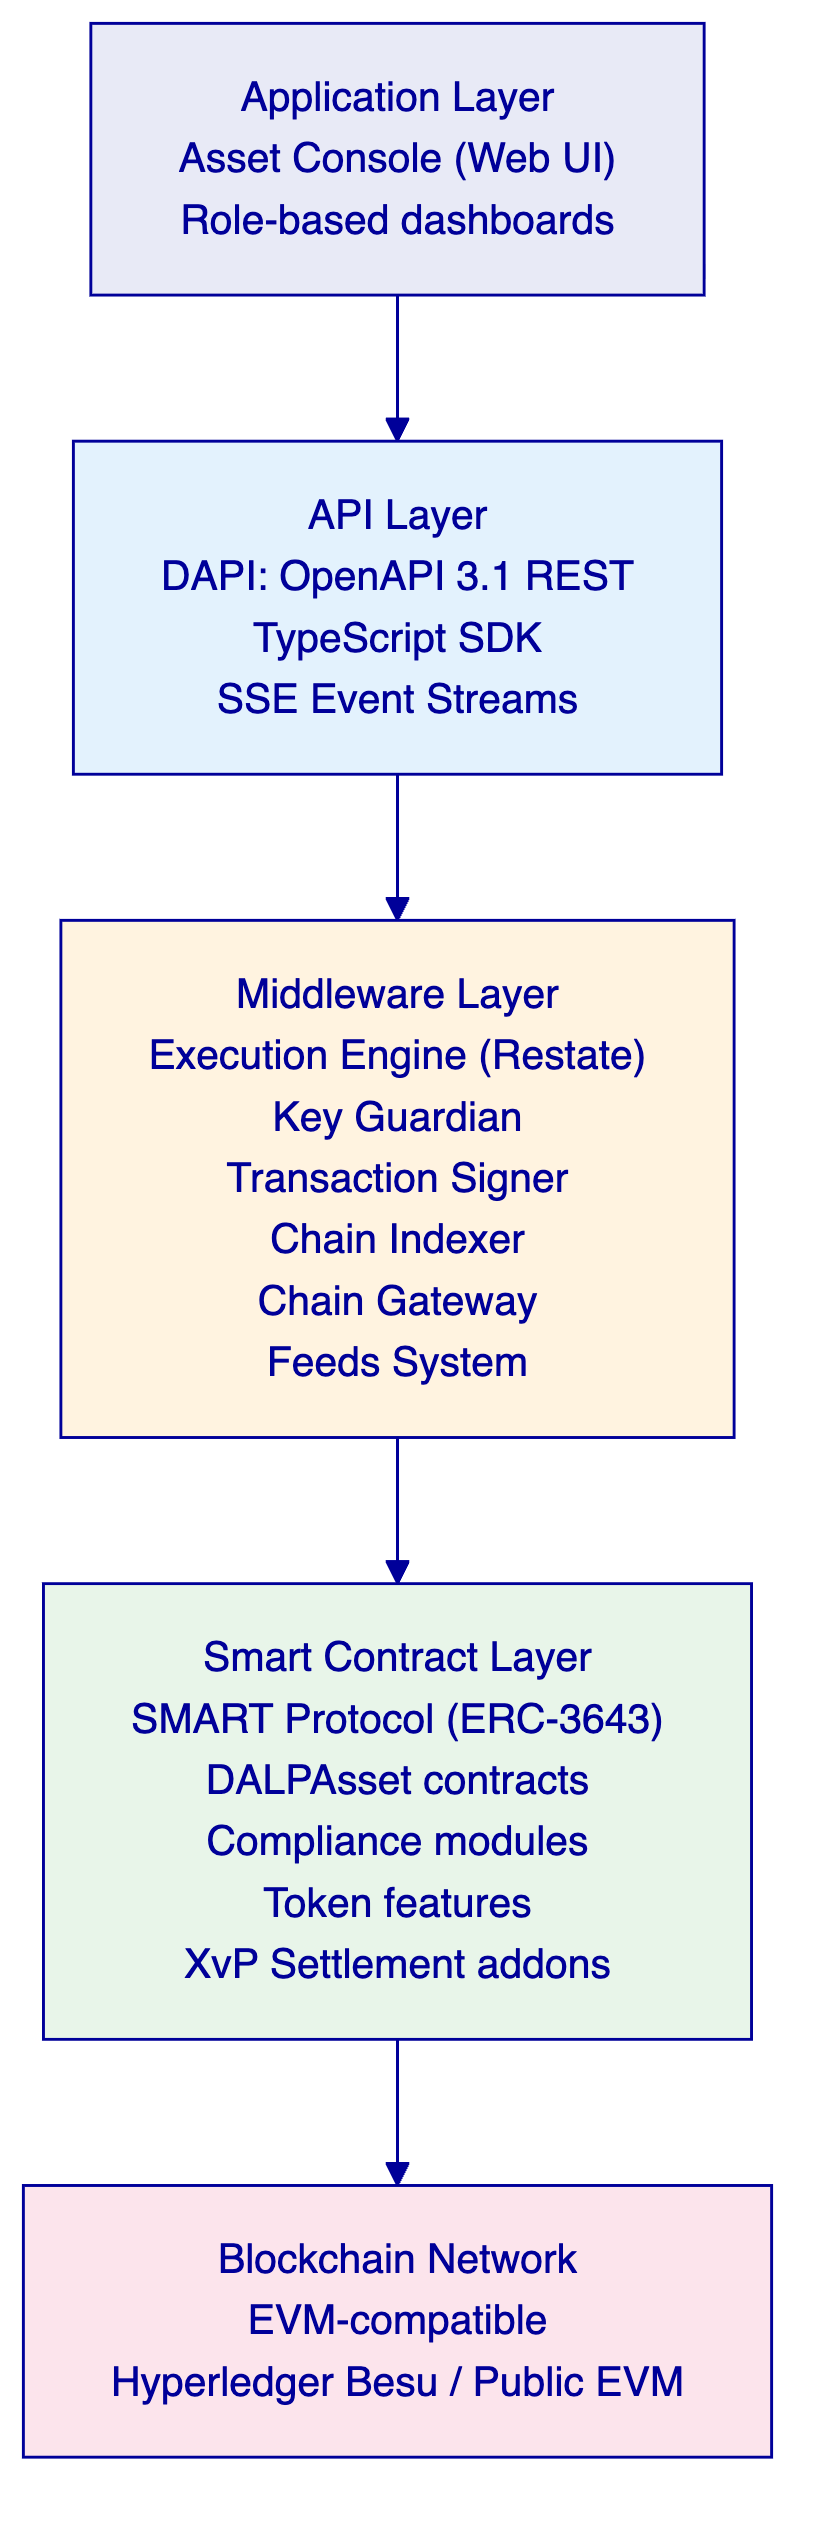 Application Layer
Asset Console (Web UI)
Role-based dashboards
API Layer
DAPI: OpenAPI 3.1 REST
TypeScript SDK
SSE Event Streams
Middleware Layer
Execution Engine (Restate)
Key Guardian
Transaction Signer
Chain Indexer
Chain Gateway
Feeds System
Smart Contract Layer
SMART Protocol (ERC-3643)
DALPAsset contracts
Compliance modules
Token features
XvP Settlement addons
Blockchain Network
EVM-compatible
Hyperledger Besu / Public EVM